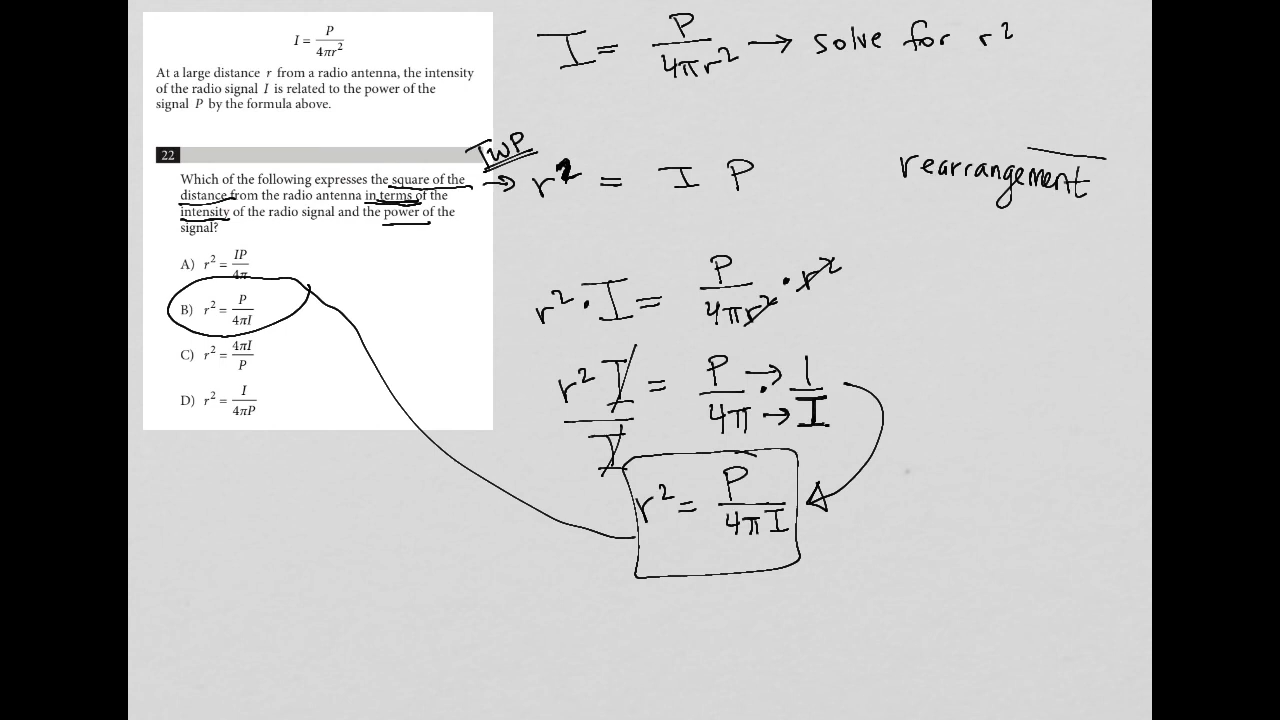 I = P/4πr²
At a large distance r from a radio antenna, the intensity
of the radio signal I is related to the power of the
signal P by the formula above.
22
Which of the following expresses the square of the
distance from the radio antenna in terms of the
intensity of the radio signal and the power of the
signal?
A) r² = IP/4π
B) r² = P/4πI
C) r² = 4πI/P
D) r² = I/4πP
I = P/4πr² → solve for r²
TWP
→ r² = I P
rearrangement
r² · I = P/4πr² · r²
r² I/I = P/4π · 1/I
r² = P/4πI